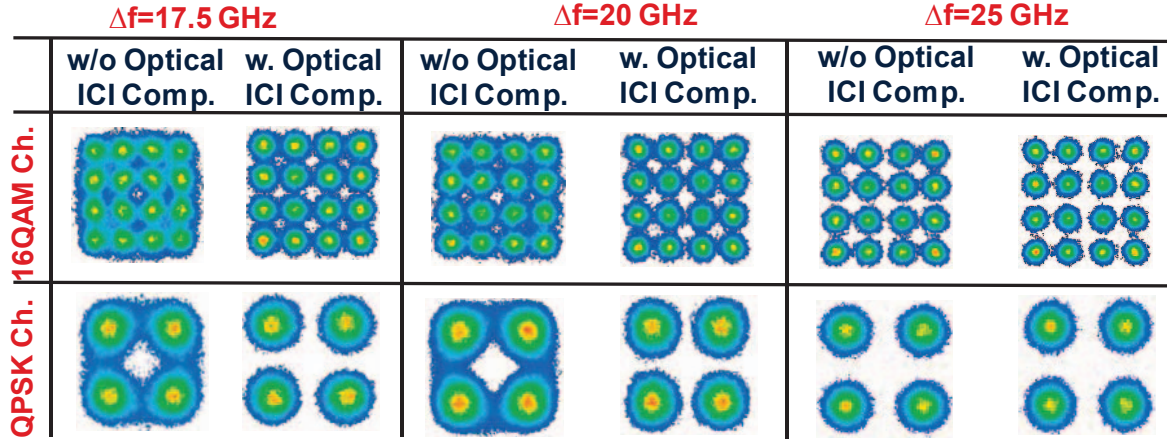 Δf=17.5 GHz Δf=20 GHz Δf=25 GHz
w/o Optical w. Optical w/o Optical w. Optical w/o Optical w. Optical
ICI Comp. ICI Comp. ICI Comp. ICI Comp. ICI Comp. ICI Comp.
16QAM Ch.
QPSK Ch.